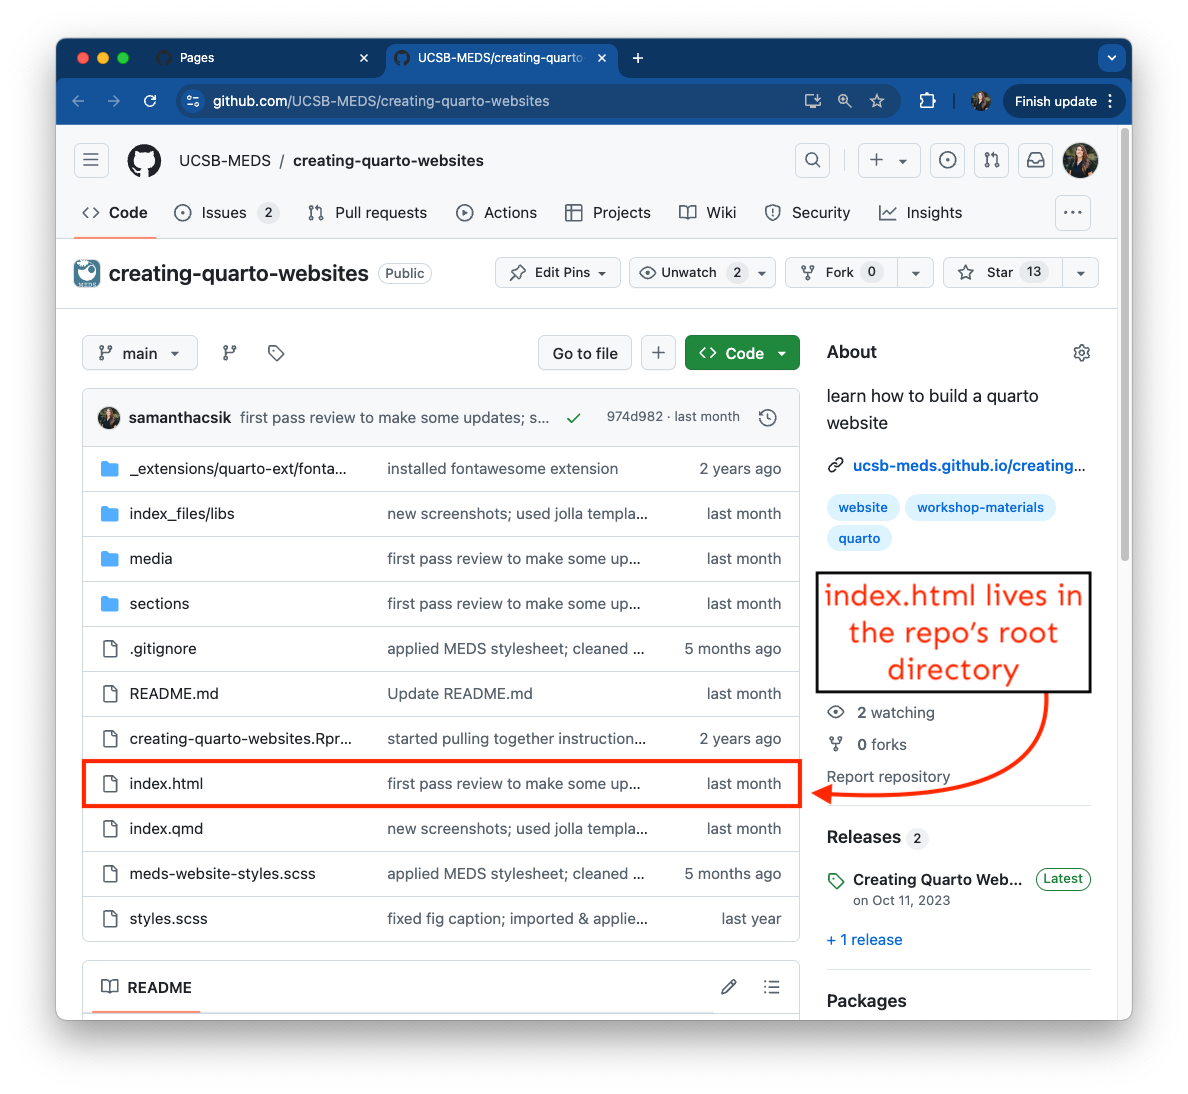 Pages
UCSB-MEDS/creating-quarto
github.com/UCSB-MEDS/creating-quarto-websites
Finish update
UCSB-MEDS / creating-quarto-websites
Code
Issues 2
Pull requests
Actions
Projects
Wiki
Security
Insights
creating-quarto-websites Public
Edit Pins
Unwatch 2
Fork 0
Star 13
main
Go to file
Code
samanthacsik first pass review to make some updates; s... 974d982 · last month
_extensions/quarto-ext/fonta... installed fontawesome extension 2 years ago
index_files/libs new screenshots; used jolla templa... last month
media first pass review to make some up... last month
sections first pass review to make some up... last month
.gitignore applied MEDS stylesheet; cleaned ... 5 months ago
README.md Update README.md last month
creating-quarto-websites.Rpr... started pulling together instruction... 2 years ago
index.html first pass review to make some up... last month
index.qmd new screenshots; used jolla templa... last month
meds-website-styles.scss applied MEDS stylesheet; cleaned ... 5 months ago
styles.scss fixed fig caption; imported & applie... last year
README
About
learn how to build a quarto
website
ucsb-meds.github.io/creating...
website workshop-materials
quarto
index.html lives in
the repo's root
directory
2 watching
0 forks
Report repository
Releases 2
Creating Quarto Web... Latest
on Oct 11, 2023
+ 1 release
Packages